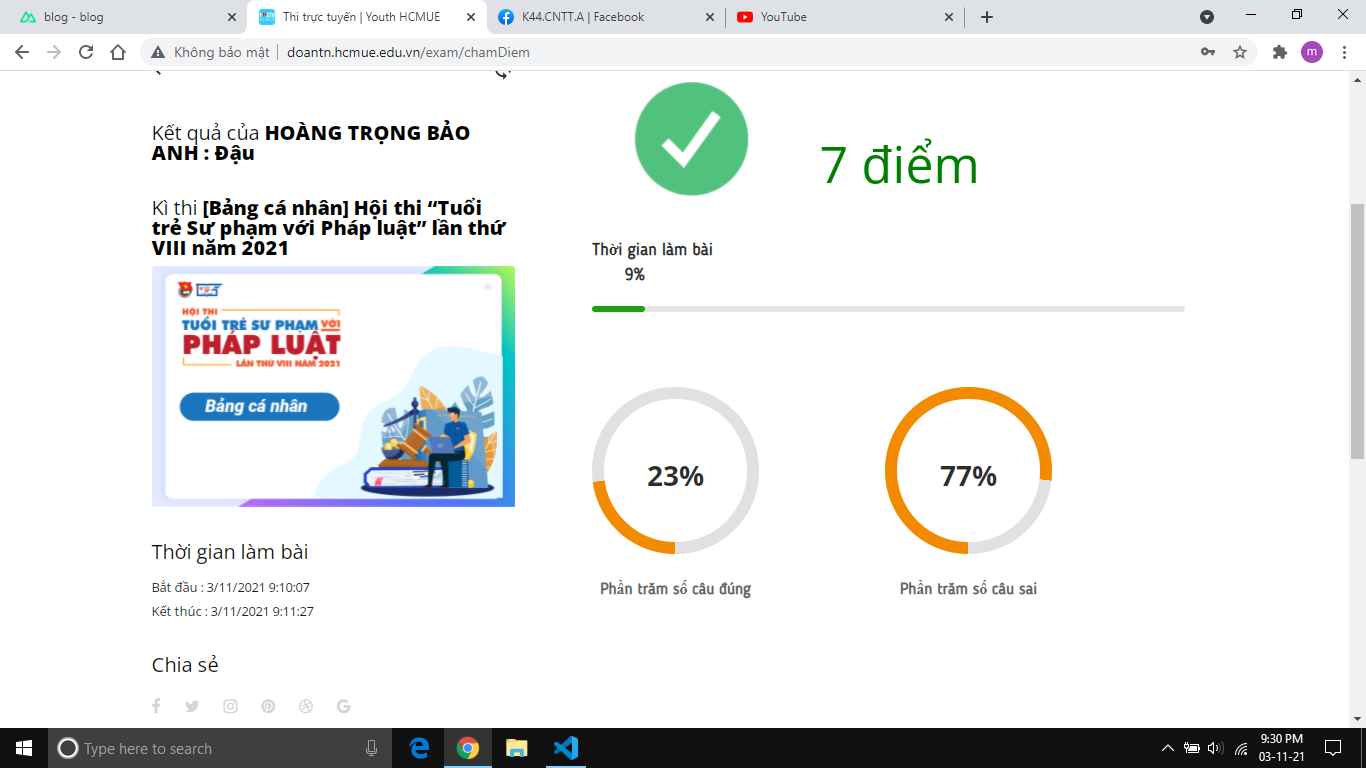 blog - blog
Thi trực tuyến | Youth HCMUE
K44.CNTT.A | Facebook
YouTube
Không bảo mật
doantn.hcmue.edu.vn/exam/chamDiem
m
Kết quả của HOÀNG TRỌNG BẢO
ANH : Đậu
Kì thi [Bảng cá nhân] Hội thi “Tuổi
trẻ Sư phạm với Pháp luật” lần thứ
VIII năm 2021
HỘI THI
TUỔI TRẺ SƯ PHẠM VỚI
PHÁP LUẬT
LẦN THỨ VIII NĂM 2021
Bảng cá nhân
Thời gian làm bài
Bắt đầu : 3/11/2021 9:10:07
Kết thúc : 3/11/2021 9:11:27
Chia sẻ
7 điểm
Thời gian làm bài
9%
23%
77%
Phần trăm số câu đúng
Phần trăm số câu sai
Type here to search
9:30 PM
03-11-21